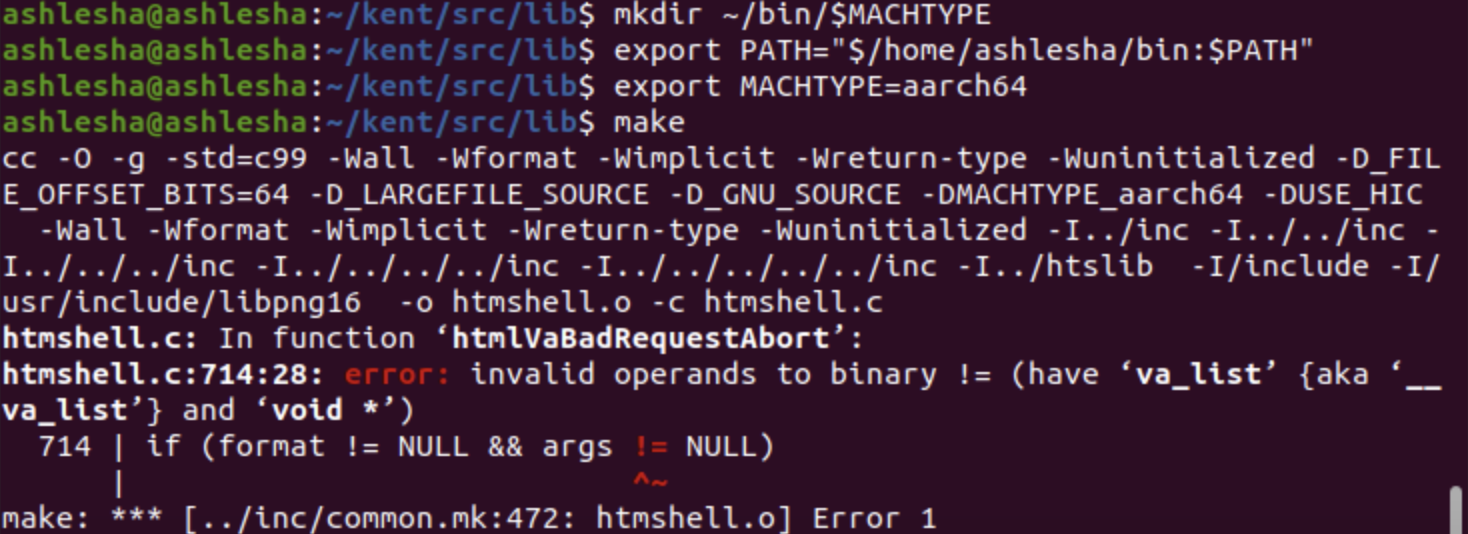 ashlesha@ashlesha:~/kent/src/lib$ mkdir ~/bin/$MACHTYPE
ashlesha@ashlesha:~/kent/src/lib$ export PATH="$/home/ashlesha/bin:$PATH"
ashlesha@ashlesha:~/kent/src/lib$ export MACHTYPE=aarch64
ashlesha@ashlesha:~/kent/src/lib$ make
cc -O -g -std=c99 -Wall -Wformat -Wimplicit -Wreturn-type -Wuninitialized -D_FIL
E_OFFSET_BITS=64 -D_LARGEFILE_SOURCE -D_GNU_SOURCE -DMACHTYPE_aarch64 -DUSE_HIC
  -Wall -Wformat -Wimplicit -Wreturn-type -Wuninitialized -I../inc -I../../inc -
I../../../inc -I../../../../inc -I../../../../../inc -I../htslib  -I/include -I/
usr/include/libpng16  -o htmshell.o -c htmshell.c
htmshell.c: In function ‘htmlVaBadRequestAbort’:
htmshell.c:714:28: error: invalid operands to binary != (have ‘va_list’ {aka ‘__
va_list’} and ‘void *’)
  714 | if (format != NULL && args != NULL)
      |                            ^~
make: *** [../inc/common.mk:472: htmshell.o] Error 1